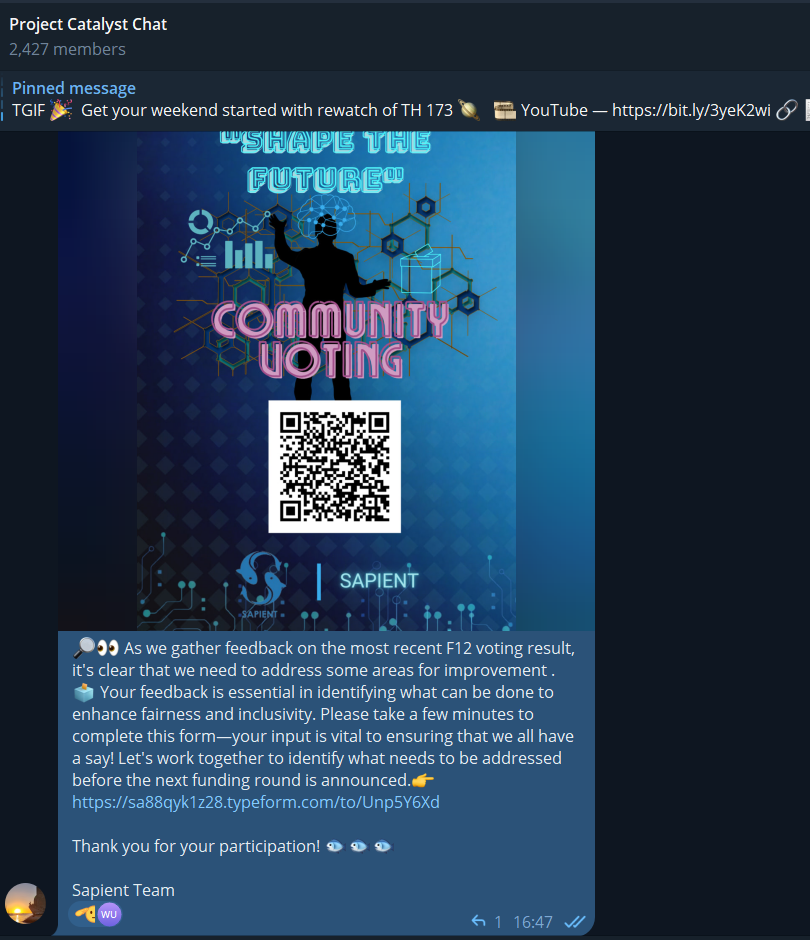 Project Catalyst Chat
2,427 members
Pinned message
TGIF 🎉 Get your weekend started with rewatch of TH 173 🪐 🗃️ YouTube — https://bit.ly/3yeK2wi 🔗
"SHAPE THE
FUTURE"
COMMUNITY
VOTING
SAPIENT | SAPIENT
🔎👀 As we gather feedback on the most recent F12 voting result,
it's clear that we need to address some areas for improvement .
🗳️ Your feedback is essential in identifying what can be done to
enhance fairness and inclusivity. Please take a few minutes to
complete this form—your input is vital to ensuring that we all have
a say! Let's work together to identify what needs to be addressed
before the next funding round is announced.👉
https://sa88qyk1z28.typeform.com/to/Unp5Y6Xd
Thank you for your participation! 🐟 🐟 🐟
Sapient Team
WU
1 16:47